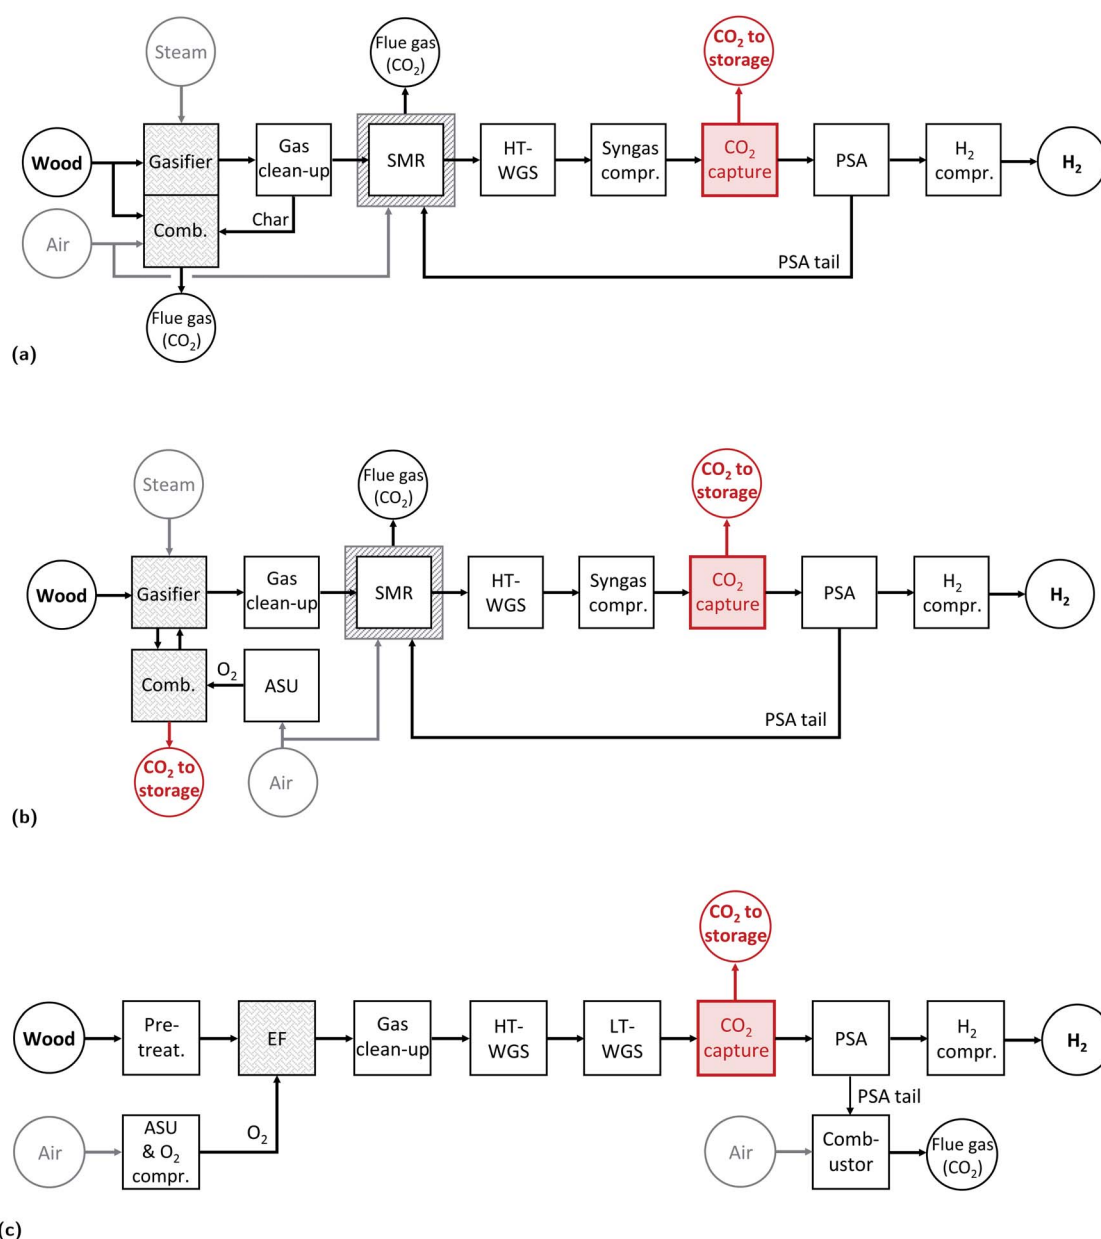 Steam
Flue gas
(CO₂)
CO₂ to
storage
Wood
Gasifier
Gas
clean-up
SMR
HT-
WGS
Syngas
compr.
CO₂
capture
PSA
H₂
compr.
H₂
Air
Comb.
Char
PSA tail
Flue gas
(CO₂)
(a)
Steam
Flue gas
(CO₂)
CO₂ to
storage
Wood
Gasifier
Gas
clean-up
SMR
HT-
WGS
Syngas
compr.
CO₂
capture
PSA
H₂
compr.
H₂
Comb.
O₂
ASU
PSA tail
CO₂ to
storage
Air
(b)
CO₂ to
storage
Wood
Pre-
treat.
EF
Gas
clean-up
HT-
WGS
LT-
WGS
CO₂
capture
PSA
H₂
compr.
H₂
PSA tail
Air
ASU
& O₂
compr.
O₂
Air
Comb-
ustor
Flue gas
(CO₂)
(c)